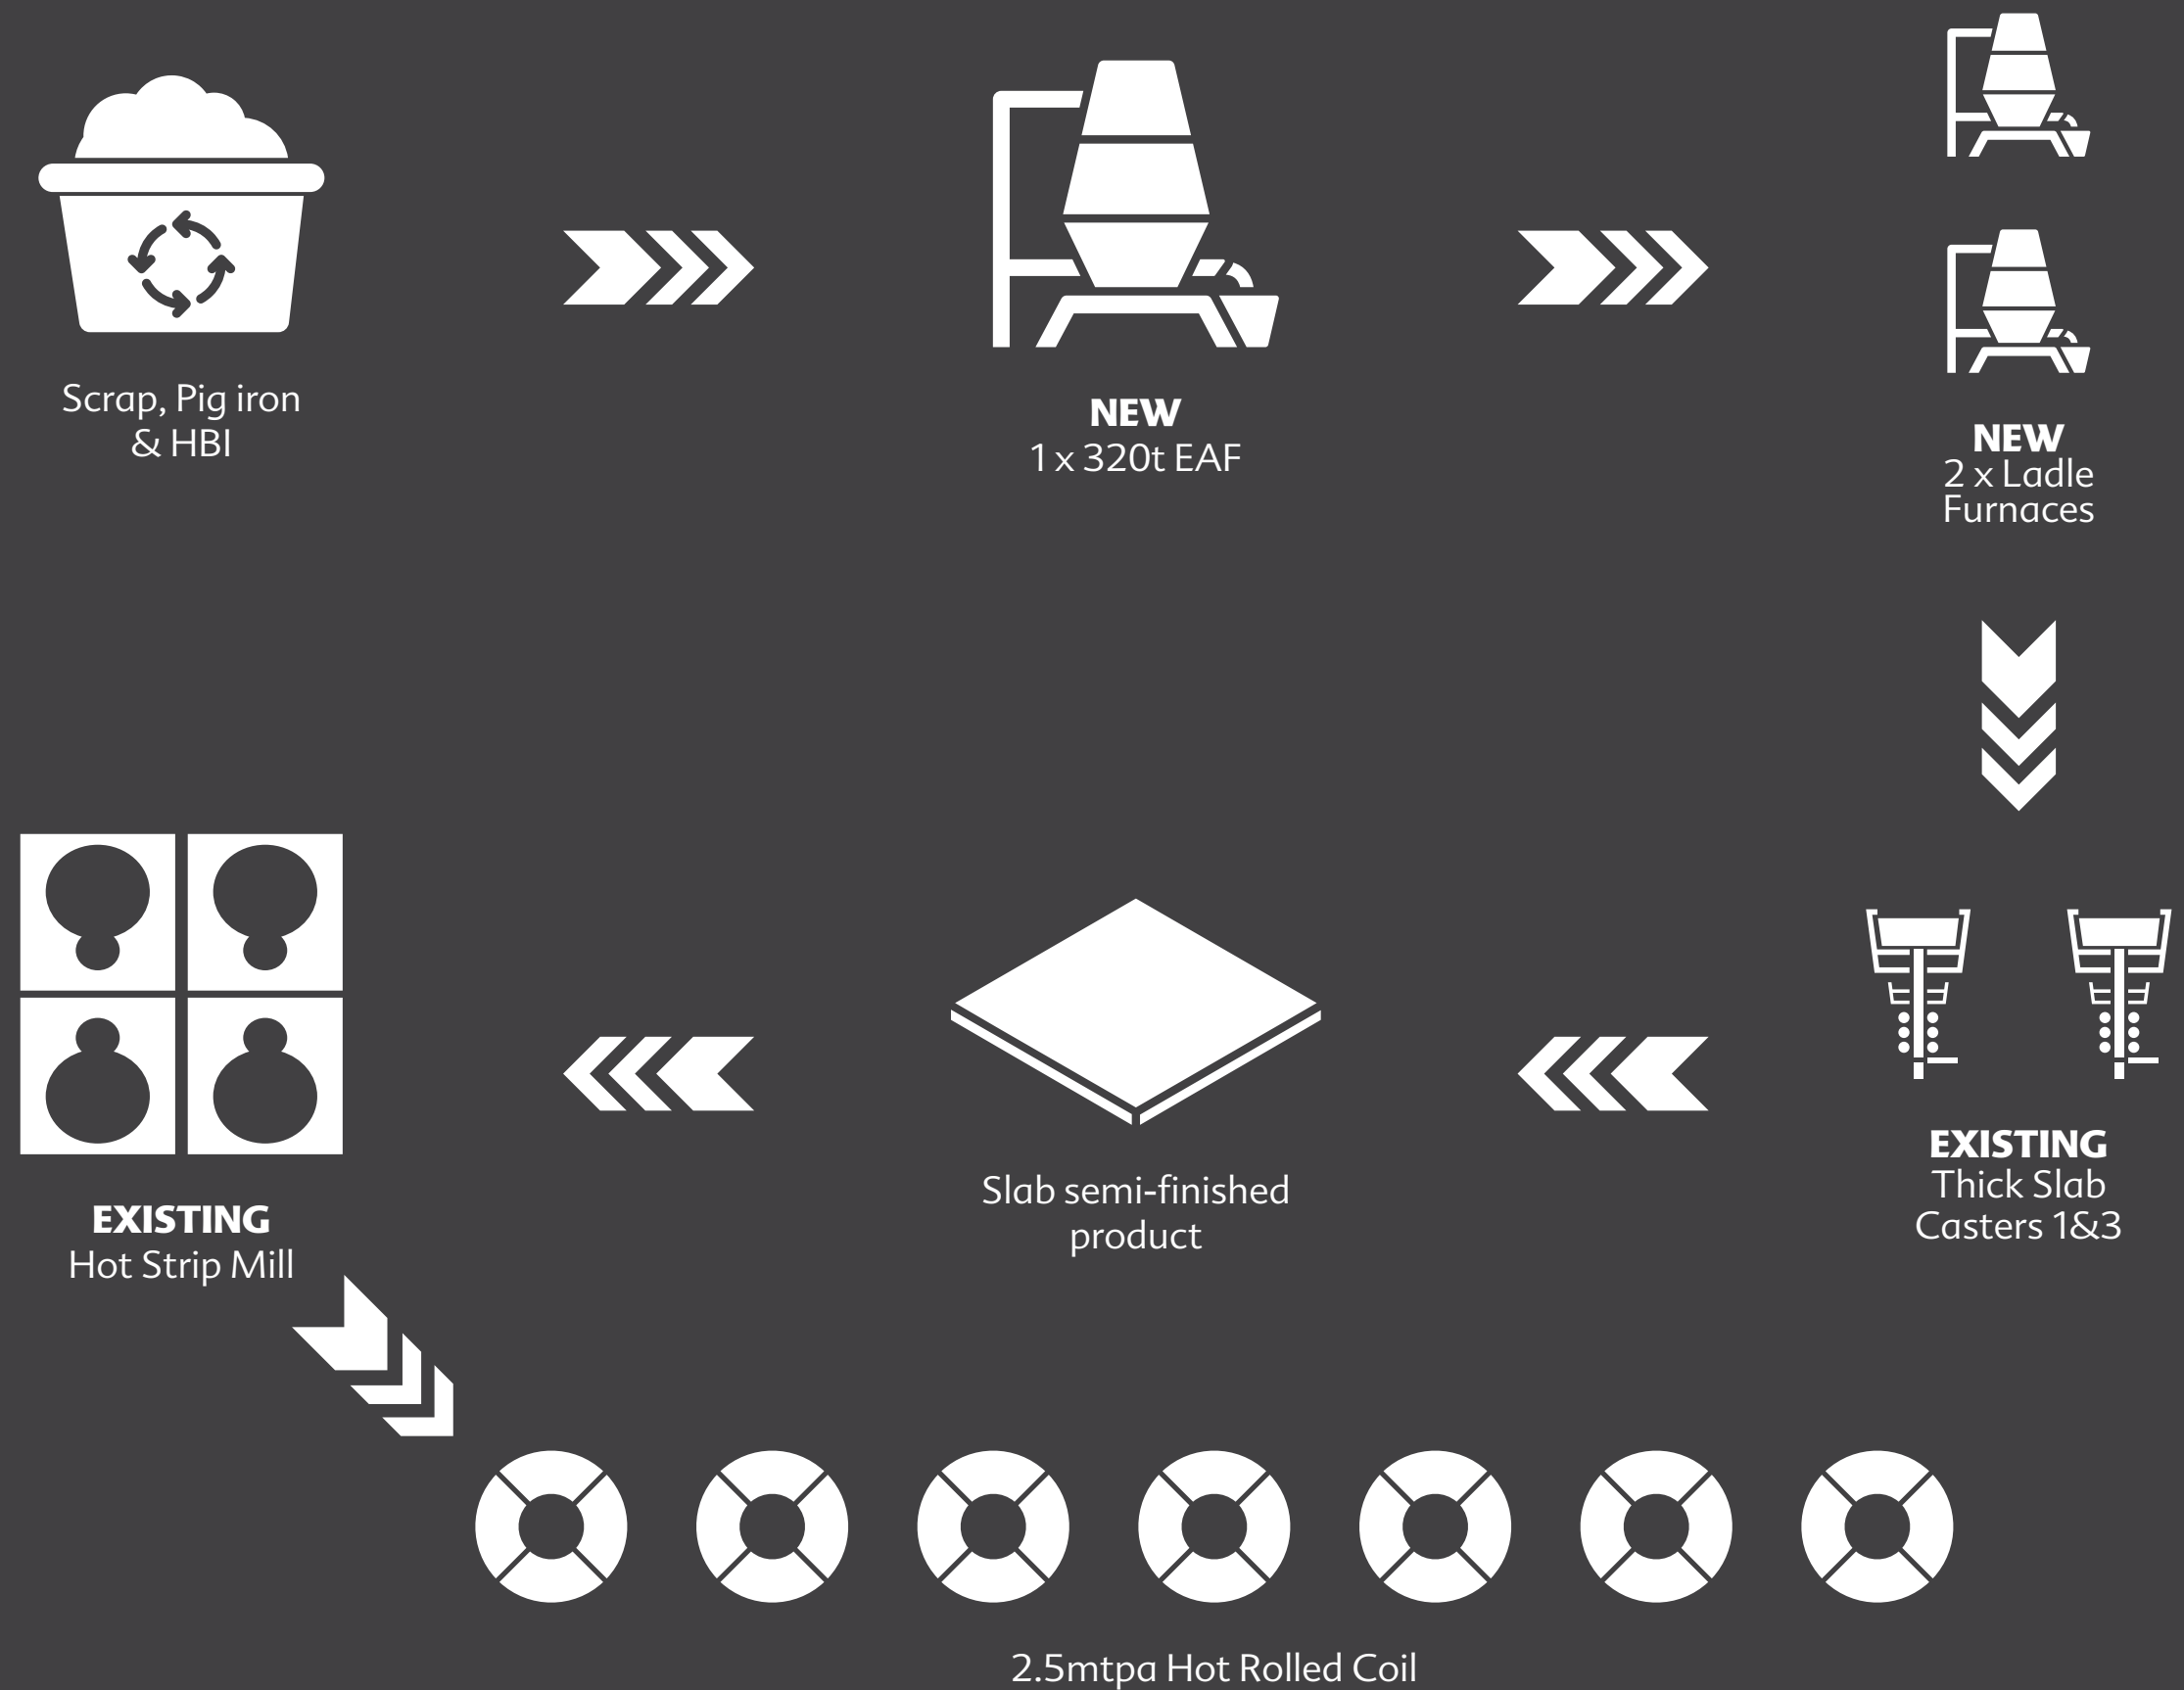 Scrap, Pig iron
& HBI
NEW
1 x 320t EAF
NEW
2 x Ladle
Furnaces
EXISTING
Thick Slab
Casters 1&3
Slab semi-finished
product
EXISTING
Hot Strip Mill
2.5mtpa Hot Rolled Coil